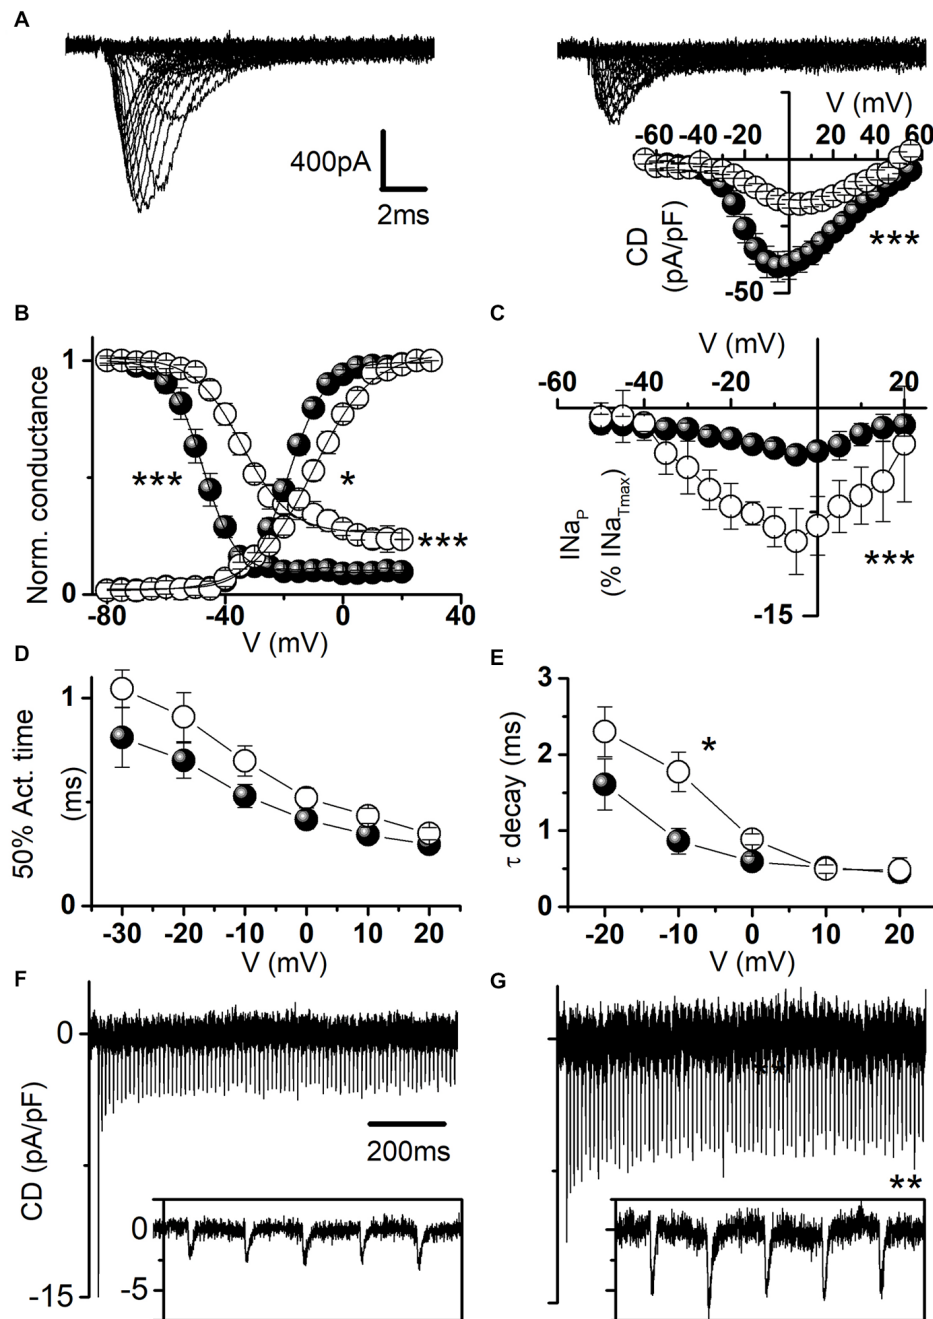 A
400pA
2ms
V (mV)
-60 -40 -20 20 40 60
CD
(pA/pF)
-50
***
B
Norm. conductance
1
0
***
*
***
-80 -40 0 40
V (mV)
C
V (mV)
-60 -20 20
INaP
(% INaTmax)
-15
***
D
50% Act. time
(ms)
1
0
-30 -20 -10 0 10 20
V (mV)
E
τ decay (ms)
3
2
1
0
*
-20 -10 0 10 20
V (mV)
F
CD (pA/pF)
0
-15
200ms
0
-5
G
**
**